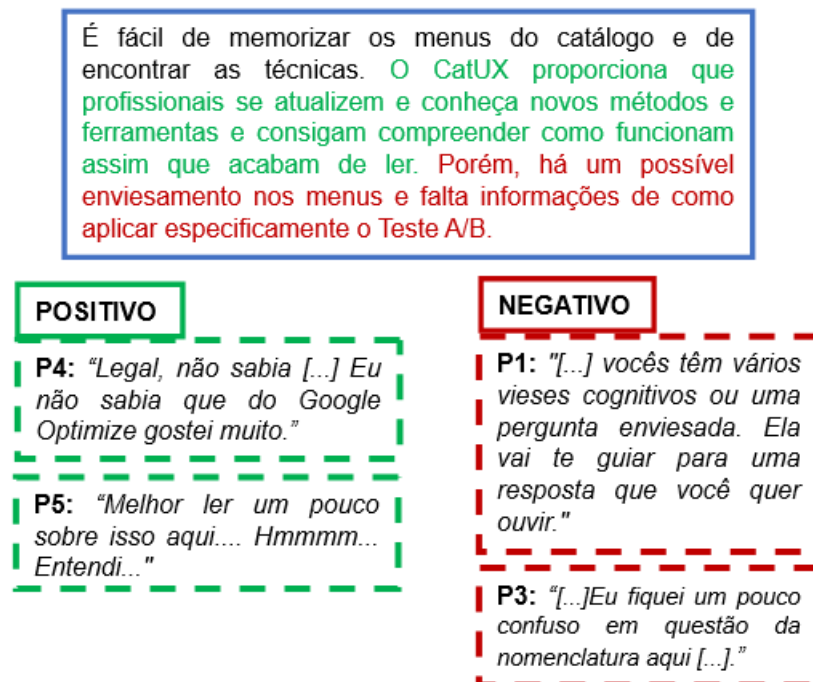 É fácil de memorizar os menus do catálogo e de
encontrar as técnicas. O CatUX proporciona que
profissionais se atualizem e conheça novos métodos e
ferramentas e consigam compreender como funcionam
assim que acabam de ler. Porém, há um possível
enviesamento nos menus e falta informações de como
aplicar especificamente o Teste A/B.
POSITIVO
P4: “Legal, não sabia [...] Eu
não sabia que do Google
Optimize gostei muito.”
P5: “Melhor ler um pouco
sobre isso aqui.... Hmmmm...
Entendi..."
NEGATIVO
P1: "[...] vocês têm vários
vieses cognitivos ou uma
pergunta enviesada. Ela
vai te guiar para uma
resposta que você quer
ouvir."
P3: “[...]Eu fiquei um pouco
confuso em questão da
nomenclatura aqui [...].”